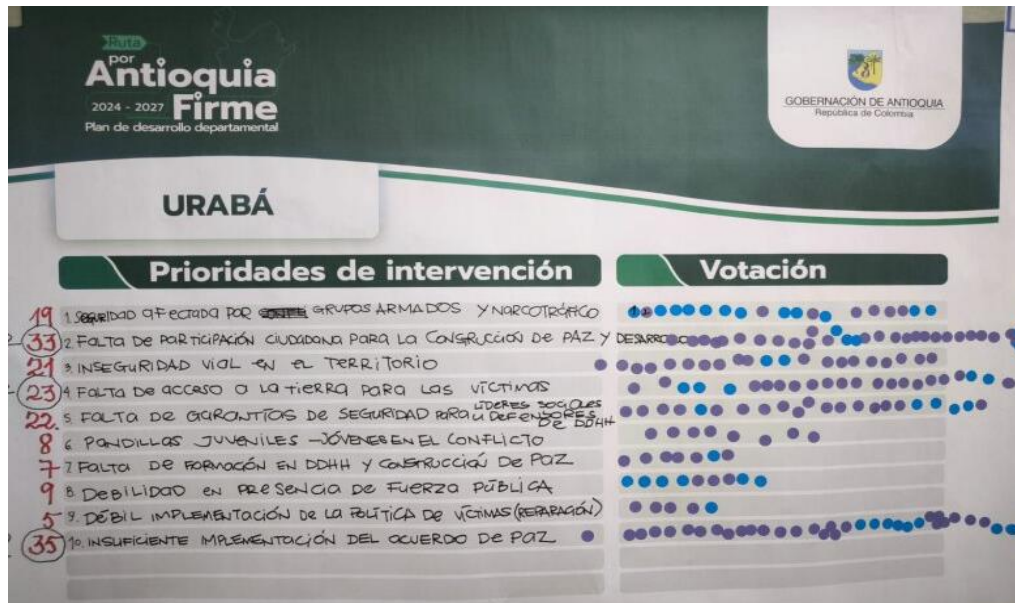 Ruta
por
Antioquia
2024 - 2027 Firme
Plan de desarrollo departamental
GOBERNACIÓN DE ANTIOQUIA
República de Colombia
URABÁ
Prioridades de intervención
Votación
19 1. SEGURIDAD AFECTADA POR GRUPOS ARMADOS Y NARCOTRÁFICO
33 2 FALTA DE PARTICIPACIÓN CIUDADANA PARA LA CONSTRUCCIÓN DE PAZ Y DESARROLLO
21 3. INSEGURIDAD VIAL EN EL TERRITORIO
23 4 FALTA DE ACCESO A LA TIERRA PARA LAS VÍCTIMAS
22. 5. FALTA DE GARANTÍAS DE SEGURIDAD PARA LÍDERES SOCIALES
DEFENSORES
DE DDHH
8 6 PANDILLAS JUVENILES - JÓVENES EN EL CONFLICTO
7 7 FALTA DE FORMACIÓN EN DDHH Y CONSTRUCCIÓN DE PAZ
9 8. DEBILIDAD EN PRESENCIA DE FUERZA PÚBLICA
5 9. DÉBIL IMPLEMENTACIÓN DE LA POLÍTICA DE VÍCTIMAS (REPARACIÓN)
35 10. INSUFICIENTE IMPLEMENTACIÓN DEL ACUERDO DE PAZ